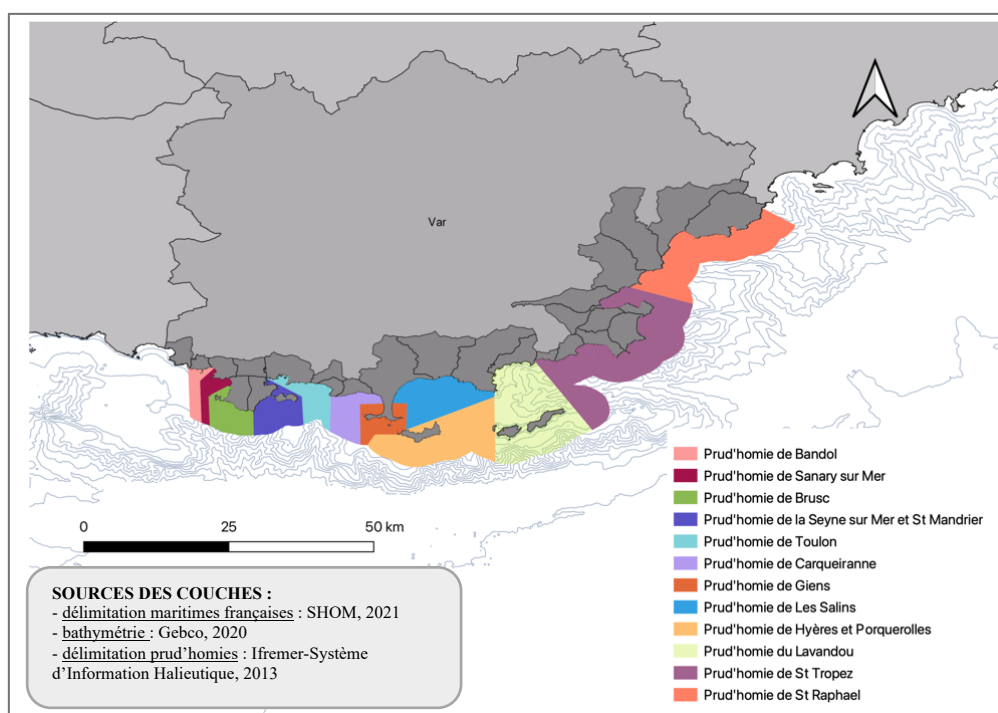 Var
Prud'homie de Bandol
Prud'homie de Sanary sur Mer
Prud'homie de Brusc
Prud'homie de la Seyne sur Mer et St Mandrier
Prud'homie de Toulon
Prud'homie de Carqueiranne
Prud'homie de Giens
Prud'homie de Les Salins
Prud'homie de Hyères et Porquerolles
Prud'homie du Lavandou
Prud'homie de St Tropez
Prud'homie de St Raphael
0 25 50 km
SOURCES DES COUCHES :
- délimitation maritimes françaises : SHOM, 2021
- bathymétrie : Gebco, 2020
- délimitation prud’homies : Ifremer-Système
d’Information Halieutique, 2013